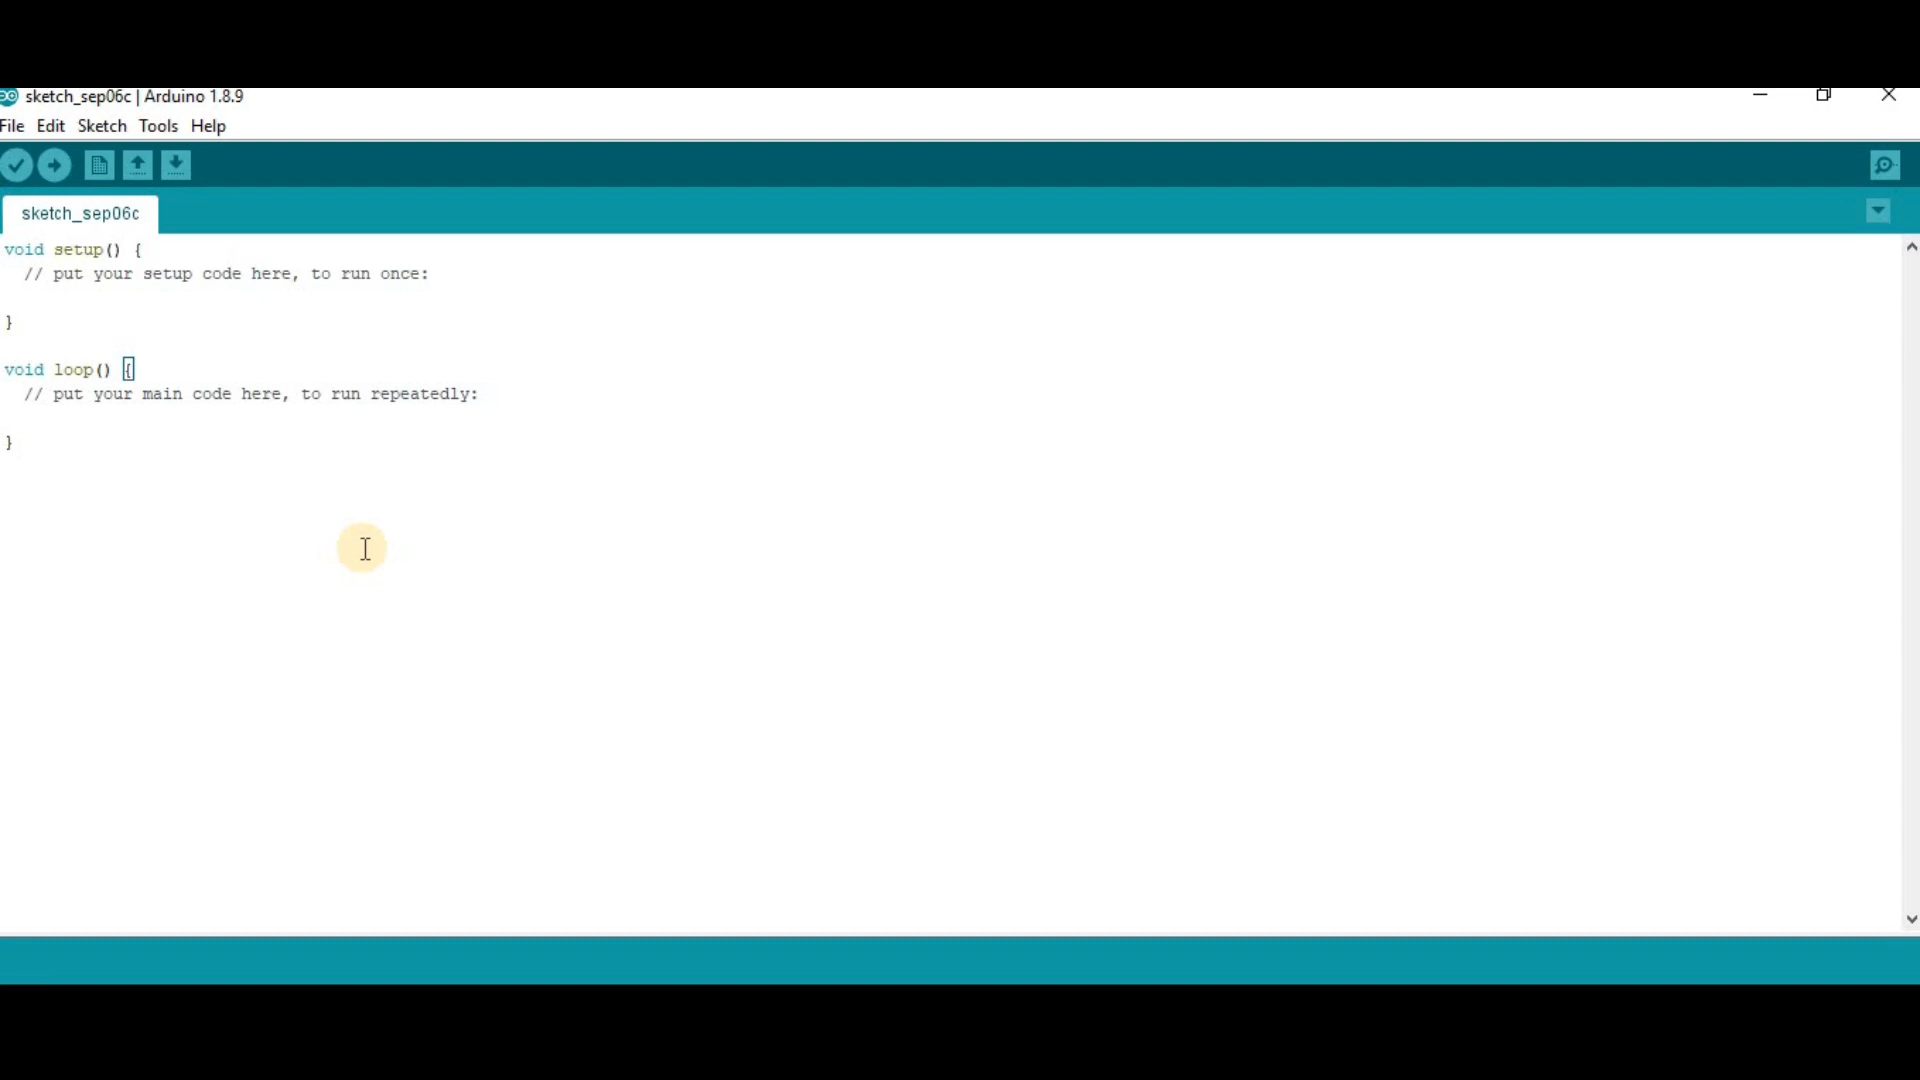 sketch_sep06c | Arduino 1.8.9
File Edit Sketch Tools Help
sketch_sep06c
void setup() {
  // put your setup code here, to run once:
}
void loop() {
  // put your main code here, to run repeatedly:
}